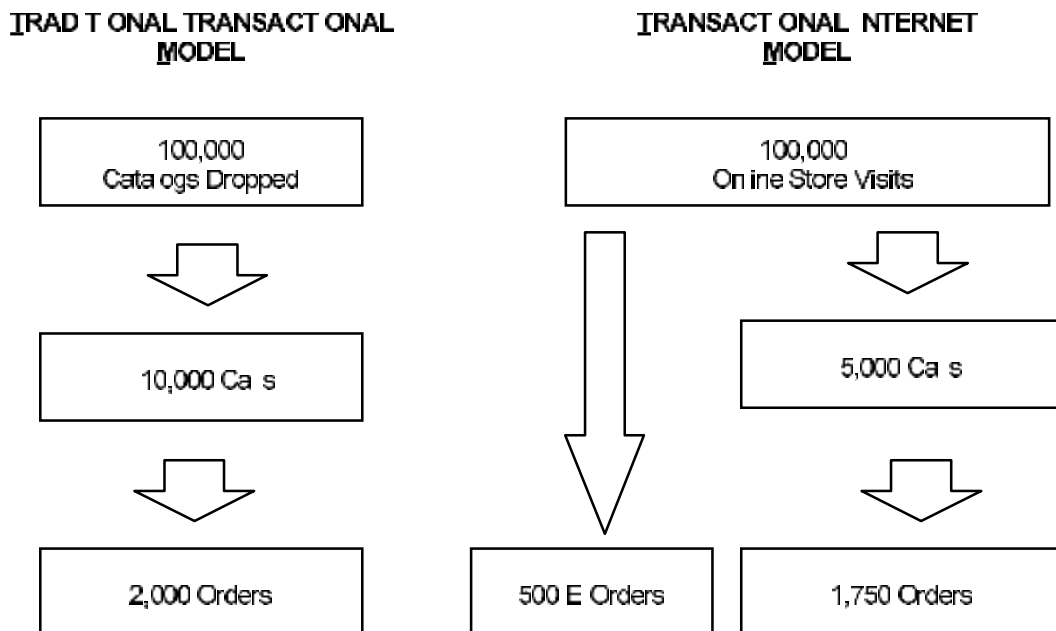 TRAD T ONAL TRANSACT ONAL
MODEL
TRANSACT ONAL NTERNET
MODEL
100,000
Cata ogs Dropped
100,000
On ine Store Visits
10,000 Ca s
5,000 Ca s
2,000 Orders
500 E Orders
1,750 Orders